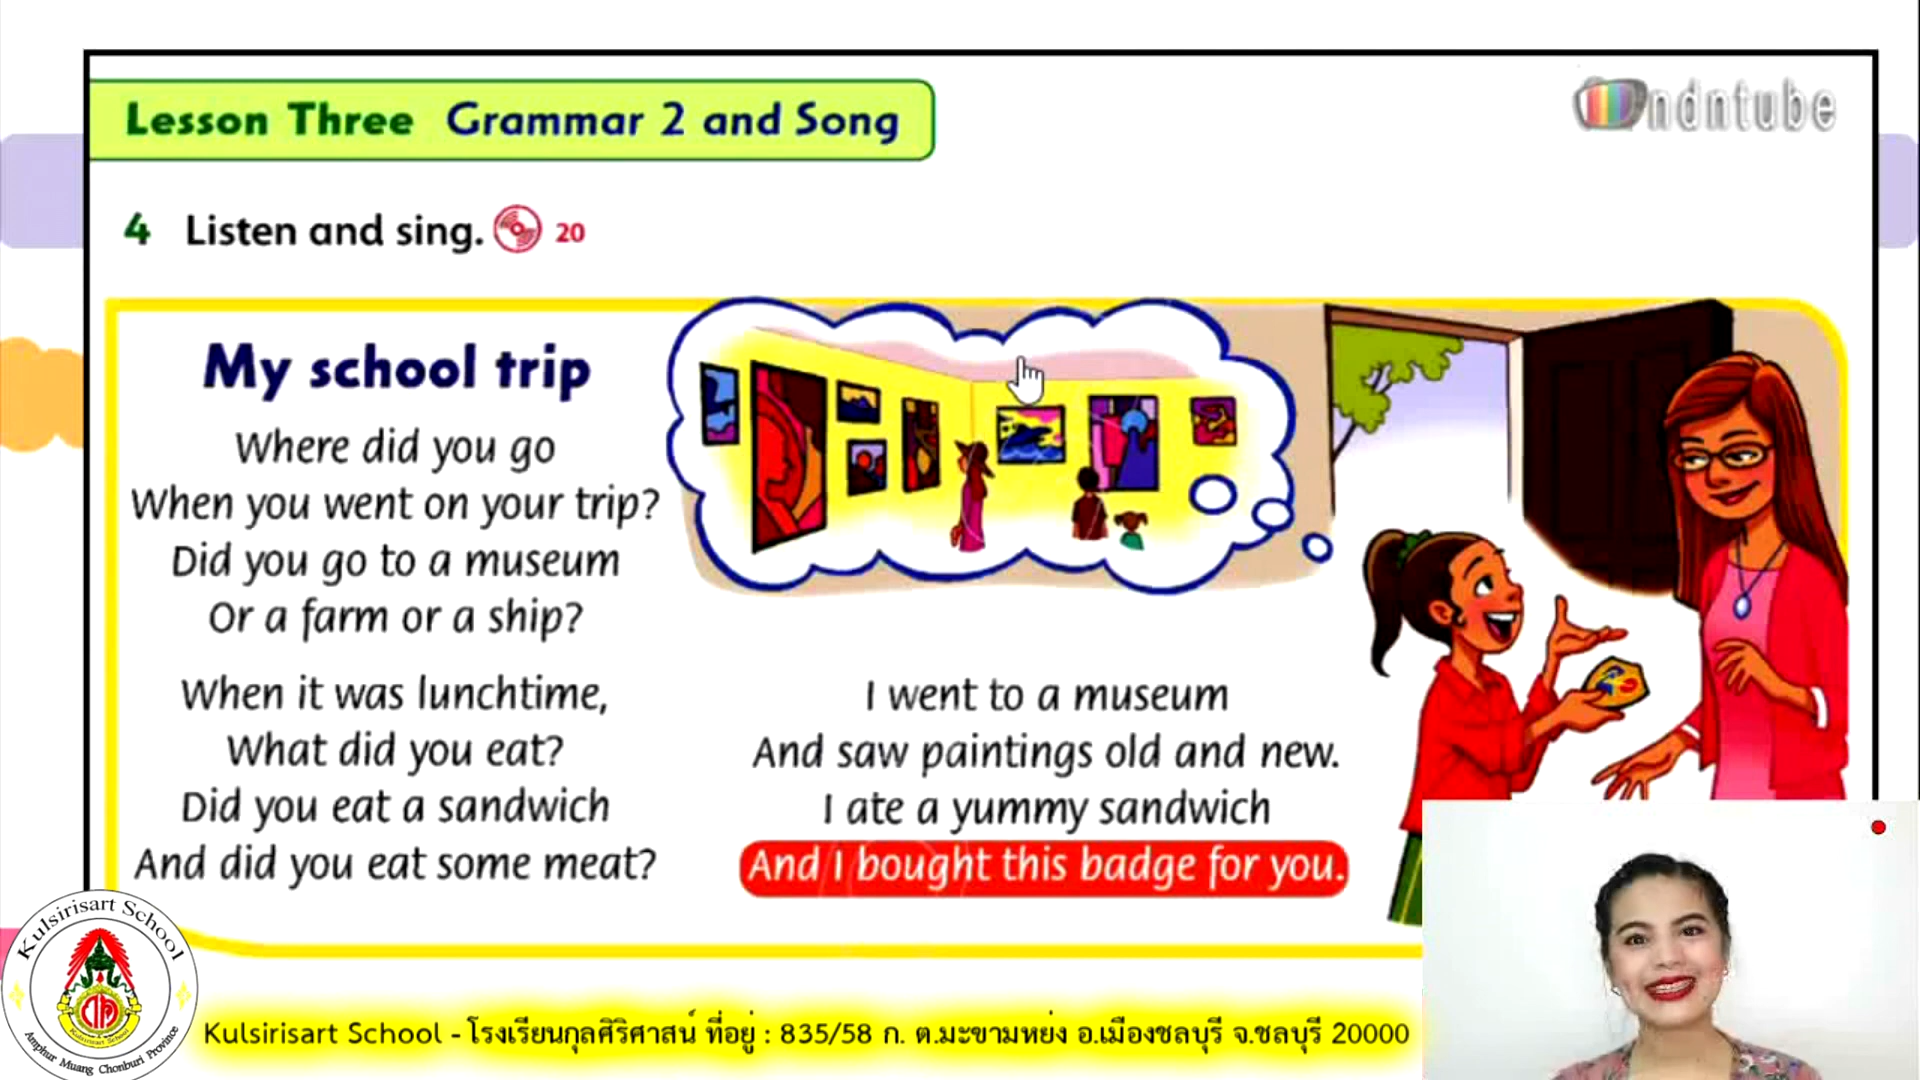 Lesson Three Grammar 2 and Song
ndntube
4 Listen and sing. 20
My school trip
Where did you go
When you went on your trip?
Did you go to a museum
Or a farm or a ship?
When it was lunchtime,
What did you eat?
Did you eat a sandwich
And did you eat some meat?
I went to a museum
And saw paintings old and new.
I ate a yummy sandwich
And I bought this badge for you.
Kulsirisart School
Amphur Muang Chonburi Province
Kulsirisart School - โรงเรียนกุลศิริศาสน์ ที่อยู่ : 835/58 ก. ต.มะขามหย่ง อ.เมืองชลบุรี จ.ชลบุรี 20000